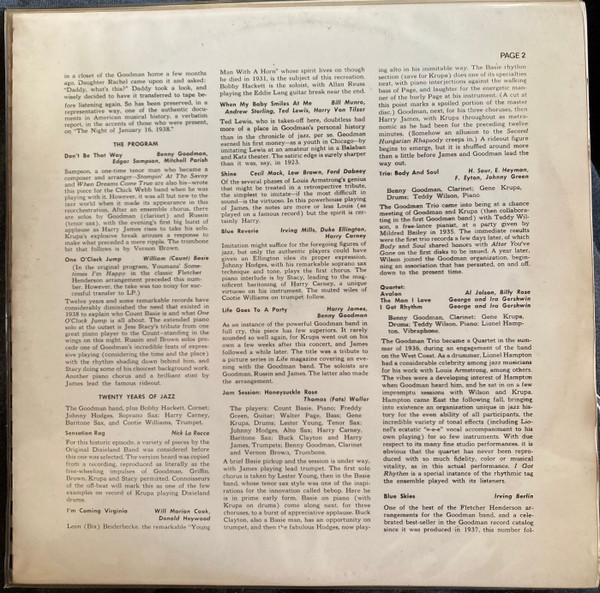 PAGE 2
in a closet of the Goodman home a few months
ago. Daughter Rachel came upon it and asked:
"Daddy, what's this?" Daddy took a look, and
wisely decided to have it transferred to tape be-
fore listening again. So has been preserved, in a
representative way, one of the authentic docu-
ments in American musical history, a verbatim
report, in the accents of those who were present,
on "The Night of January 16, 1938."
THE PROGRAM
Don't Be That Way Benny Goodman,
Edgar Sampson, Mitchell Parish
Sampson, a one-time tenor man who became a
composer and arranger—Stompin' At The Savoy
and When Dreams Come True are also his—wrote
this piece for the Chick Webb band when he was
playing with it. However, it was all but new to the
jazz world when it made its appearance in this
reorchestration. After an ensemble chorus, there
are solos by Goodman (clarinet) and Russin
(tenor sax), with the evening's first big burst of
applause as Harry James rises to take his solo.
Krupa's explosive break arouses a response to
make what preceded a mere ripple. The trombone
bit that follows is by Vernon Brown.
One O'Clock Jump William (Count) Basie
(In the original program, Youmans' Some-
times I'm Happy in the classic Fletcher
Henderson arrangement preceded this num-
ber. However, the take was too noisy for suc-
cessful transfer to LP.)
Twelve years and some remarkable records have
considerably dimmed the need that existed in
1938 to explain who Count Basie is and what One
O'Clock Jump is all about. The extended piano
solo at the outset is Jess Stacy's tribute from one
great piano player to the Count—standing in the
wings on this night. Russin and Brown solos pre-
cede one of Goodman's incredible feats of expres-
sive playing (considering the time and the place)
with the rhythm shading down behind him, and
Stacy doing some of his choicest background work.
Another piano chorus and a brilliant stint by
James lead the famous rideout.
TWENTY YEARS OF JAZZ
The Goodman band, plus Bobby Hackett, Cornet;
Johnny Hodges, Soprano Sax; Harry Carney,
Baritone Sax, and Cootie Williams, Trumpet.
Sensation Rag Nick La Rocca
For this historic episode, a variety of pieces by the
Original Dixieland Band was considered before
this one was selected. The version heard was copied
from a recording, reproduced as literally as the
free-wheeling impulses of Goodman, Griffin,
Brown, Krupa and Stacy permitted. Connoisseurs
of the off-beat will mark this as one of the few
examples on record of Krupa playing Dixieland
drums.
I'm Coming Virginia Will Marion Cook,
Donald Heywood
Leon (Bix) Beiderbecke, the remarkable "Young
Man With A Horn" whose spirit lives on though
he died in 1931, is the subject of this recreation.
Bobby Hackett is the soloist, with Allan Reuss
playing the Eddie Lang guitar break near the end.
When My Baby Smiles At Me Bill Munro,
Andrew Sterling, Ted Lewis, Harry Von Tilzer
Ted Lewis, who is taken-off here, doubtless had
more of a place in Goodman's personal history
than in the chronicle of jazz, per se. Goodman
earned his first money—as a youth in Chicago—by
imitating Lewis at an amateur night in a Balaban
and Katz theater. The satiric edge is surely sharper
than it was, say, in 1923.
Shine Cecil Mack, Lew Brown, Ford Dabney
Of the several phases of Louis Armstrong's genius
that might be treated in a retrospective tribute,
the simplest to imitate—if the most difficult in
sound—is the virtuoso. In this powerhouse playing
of James, the notes are more or less Louis (as
played on a famous record) but the spirit is cer-
tainly Harry.
Blue Reverie Irving Mills, Duke Ellington,
Harry Carney
Imitation might suffice for the foregoing figures of
jazz, but only the authentic players could have
given an Ellington idea its proper expression.
Johnny Hodges, with his remarkable soprano sax
technique and tone, plays the first chorus. The
piano interlude is by Stacy, leading to the mag-
nificent baritoning of Harry Carney, a unique
virtuoso on his instrument. The muted wiles of
Cootie Williams on trumpet follow.
Life Goes To A Party Harry James,
Benny Goodman
As an instance of the powerful Goodman band in
full cry, this piece has few superiors. It rarely
sounded so well again, for Krupa went out on his
own a few weeks after this concert, and James
followed a while later. The title was a tribute to
a picture series in Life magazine covering an eve-
ning with the Goodman band. The soloists are
Goodman, Russin and James. The latter also made
the arrangement.
Jam Session: Honeysuckle Rose
Thomas (Fats) Waller
The players: Count Basie, Piano; Freddy
Green, Guitar; Walter Page, Bass; Gene
Krupa, Drums; Lester Young, Tenor Sax;
Johnny Hodges, Alto Sax; Harry Carney,
Baritone Sax; Buck Clayton and Harry
James, Trumpets; Benny Goodman, Clarinet
and Vernon Brown, Trombone.
A brief Basie pickup and the session is under way,
with James playing lead trumpet. The first solo
chorus is taken by Lester Young, then in the Basie
band, whose tenor sax style was one of the inspi-
rations for the innovation called bebop. Here he
is in prime early form. Basie on piano (with
Krupa on drums) come along next, for three
choruses, to a burst of appreciative applause. Buck
Clayton, also a Basie man, has an opportunity on
trumpet, and then the fabulous Hodges, now play-
ing alto in his inimitable way. The Basie rhythm
section (save for Krupa) does one of its specialties
next, with piano interjections against the walking
bass of Page, and laughter for the energetic man-
ner of the burly Page at his instrument. (A cut at
this point marks a spoiled portion of the master
disc.) Goodman, next, for his three choruses, then
Harry James, with Krupa throughout as metro-
nomic as he had been for the preceding twelve
minutes. (Somehow an allusion to the Second
Hungarian Rhapsody creeps in.) A rideout figure
begins to emerge, but it is shuffled around more
than a little before James and Goodman lead the
way out.
Trio: Body And Soul H. Sour, E. Heyman,
F. Eyton, Johnny Green
Benny Goodman, Clarinet; Gene Krupa,
Drums; Teddy Wilson, Piano
The Goodman Trio came into being at a chance
meeting of Goodman and Krupa (then collabora-
ting in the first Goodman band) with Teddy Wil-
son, a free-lance pianist, at a party given by
Mildred Bailey in 1935. The immediate results
were the first trio records a few days later, of which
Body and Soul shared honors with After You've
Gone on the first disks to be issued. A year later,
Wilson joined the Goodman organization, begin-
ning an association that has persisted, on and off,
down to the present time.
Quartet:
Avalon Al Jolson, Billy Rose
The Man I Love George and Ira Gershwin
I Got Rhythm George and Ira Gershwin
Benny Goodman, Clarinet; Gene Krupa,
Drums; Teddy Wilson, Piano; Lionel Hamp-
ton, Vibraphone.
The Goodman Trio became a Quartet in the sum-
mer of 1936, during an engagement of the band
on the West Coast. As a drummer, Lionel Hampton
had a considerable celebrity among jazz musicians
for his work with Louis Armstrong, among others.
The vibes were a developing interest of Hampton
when Goodman heard him, and he sat in on a few
impromptu sessions with Wilson and Krupa.
Hampton came East the following fall, bringing
into existence an organization unique in jazz his-
tory for the even ability of all participants, the
incredible variety of tonal effects (including Lio-
nel's ecstatic "e-e-e" vocal accompaniment to his
own playing) by so few instruments. With due
respect to its many fine studio performances, it is
obvious that the quartet has never been repro-
duced with so much fidelity, color or musical
vitality, as in this actual performance. I Got
Rhythm is a special instance of the rhythmic tag
the ensemble played with its listeners.
Blue Skies Irving Berlin
One of the best of the Fletcher Henderson ar-
rangements for the Goodman band, and a cele-
brated best-seller in the Goodman record catalog
since it was produced in 1937, this number fol-